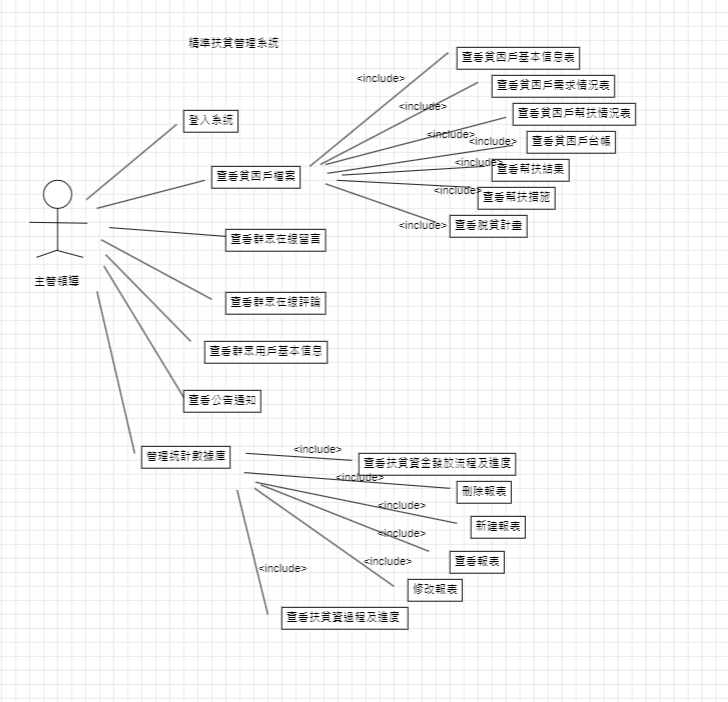 精準扶貧管理系統
查看貧困戶基本信息表
<include>
查看貧困戶需求情況表
<include>
查看貧困戶幫扶情況表
登入系統
<include>
<include>
查看貧困戶台帳
<include>
查看幫扶結果
查看貧困戶檔案
<include>
查看幫扶措施
<include>
查看脫貧計畫
查看群眾在線留言
主管領導
查看群眾在線評論
查看群眾用戶基本信息
查看公告通知
管理統計數據庫
<include>
查看扶貧資金發放流程及進度
<include>
刪除報表
<include>
新建報表
<include>
查看報表
<include>
<include>
修改報表
查看扶貧資過程及進度